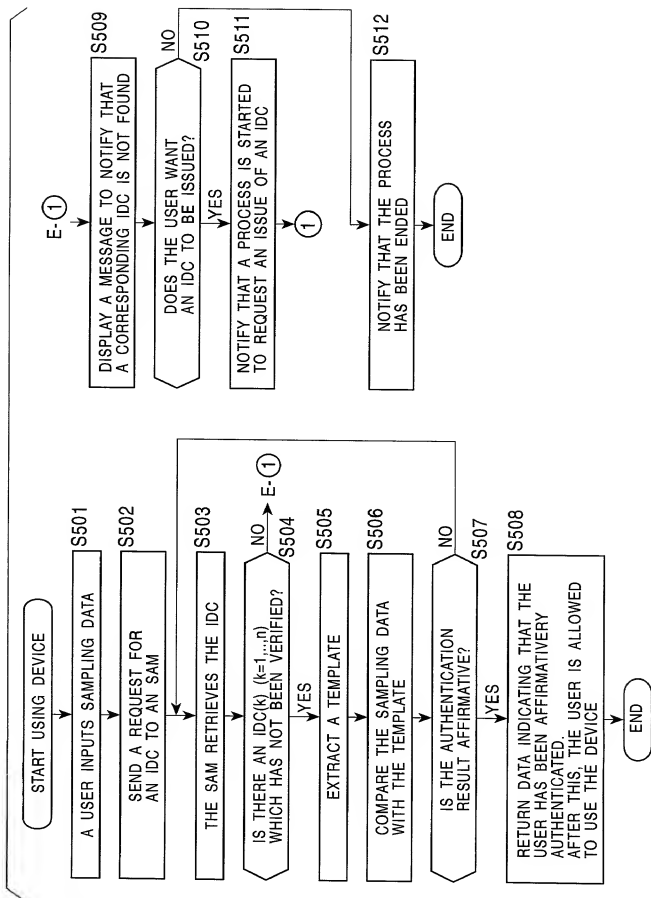 START USING DEVICE
S501
A USER INPUTS SAMPLING DATA
S502
SEND A REQUEST FOR
AN IDC TO AN SAM
S503
THE SAM RETRIEVES THE IDC
NO
E-①
S504
IS THERE AN IDC(k) (k=1,...n)
WHICH HAS NOT BEEN VERIFIED?
YES
S505
EXTRACT A TEMPLATE
S506
COMPARE THE SAMPLING DATA
WITH THE TEMPLATE
NO
S507
IS THE AUTHENTICATION
RESULT AFFIRMATIVE?
YES
S508
RETURN DATA INDICATING THAT THE
USER HAS BEEN AFFIRMATIVERY
AUTHENTICATED.
AFTER THIS, THE USER IS ALLOWED
TO USE THE DEVICE
END
E-①
S509
DISPLAY A MESSAGE TO NOTIFY THAT
A CORRESPONDING IDC IS NOT FOUND
NO
S510
DOES THE USER WANT
AN IDC TO BE ISSUED?
YES
S511
NOTIFY THAT A PROCESS IS STARTED
TO REQUEST AN ISSUE OF AN IDC
①
S512
NOTIFY THAT THE PROCESS
HAS BEEN ENDED
END